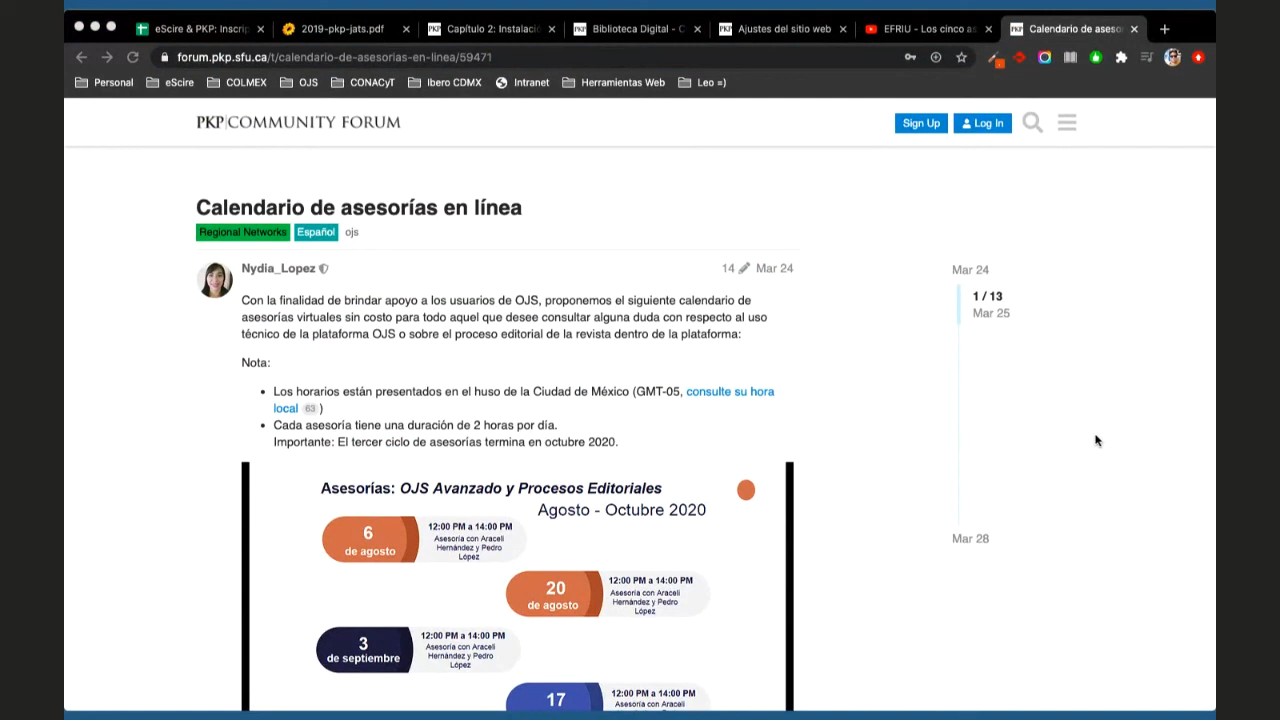 eScire & PKP: Inscrip
2019-pkp-jats.pdf
PKP Capítulo 2: Instalació
PKP Biblioteca Digital - C
PKP Ajustes del sitio web
EFRIU - Los cinco as
PKP Calendario de aseso
forum.pkp.sfu.ca/t/calendario-de-asesorias-en-linea/59471
Personal
eScire
COLMEX
OJS
CONACyT
Ibero CDMX
Intranet
Herramientas Web
Leo =)
PKP|COMMUNITY FORUM
Sign Up
Log In
Calendario de asesorías en línea
Regional Networks Español ojs
Nydia_Lopez
14 Mar 24
Con la finalidad de brindar apoyo a los usuarios de OJS, proponemos el siguiente calendario de
asesorías virtuales sin costo para todo aquel que desee consultar alguna duda con respecto al uso
técnico de la plataforma OJS o sobre el proceso editorial de la revista dentro de la plataforma:
Nota:
Los horarios están presentados en el huso de la Ciudad de México (GMT-05, consulte su hora
local 63 )
Cada asesoría tiene una duración de 2 horas por día.
Importante: El tercer ciclo de asesorías termina en octubre 2020.
Mar 24
1 / 13
Mar 25
Mar 28
Asesorías: OJS Avanzado y Procesos Editoriales
Agosto - Octubre 2020
6
de agosto
12:00 PM a 14:00 PM
Asesoría con Araceli
Hernández y Pedro
López
20
de agosto
12:00 PM a 14:00 PM
Asesoría con Araceli
Hernández y Pedro
López
3
de septiembre
12:00 PM a 14:00 PM
Asesoría con Araceli
Hernández y Pedro
López
17
12:00 PM a 14:00 PM
Asesoría con Araceli